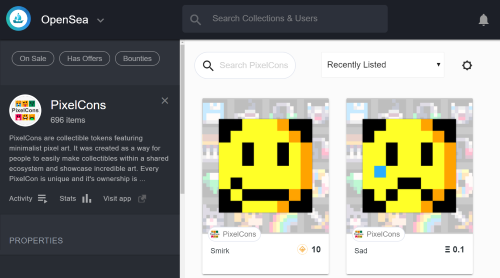 OpenSea
Search Collections & Users
On Sale
Has Offers
Bounties
PixelCons
696 items
PixelCons are collectible tokens featuring
minimalist pixel art. It was created as a way for
people to easily make collectibles within a shared
ecosystem and showcase incredible art. Every
PixelCon is unique and it's ownership is ...
Activity
Stats
Visit app
PROPERTIES
Search PixelCons
Recently Listed
PixelCons
Smirk
10
PixelCons
Sad
Ξ 0.1